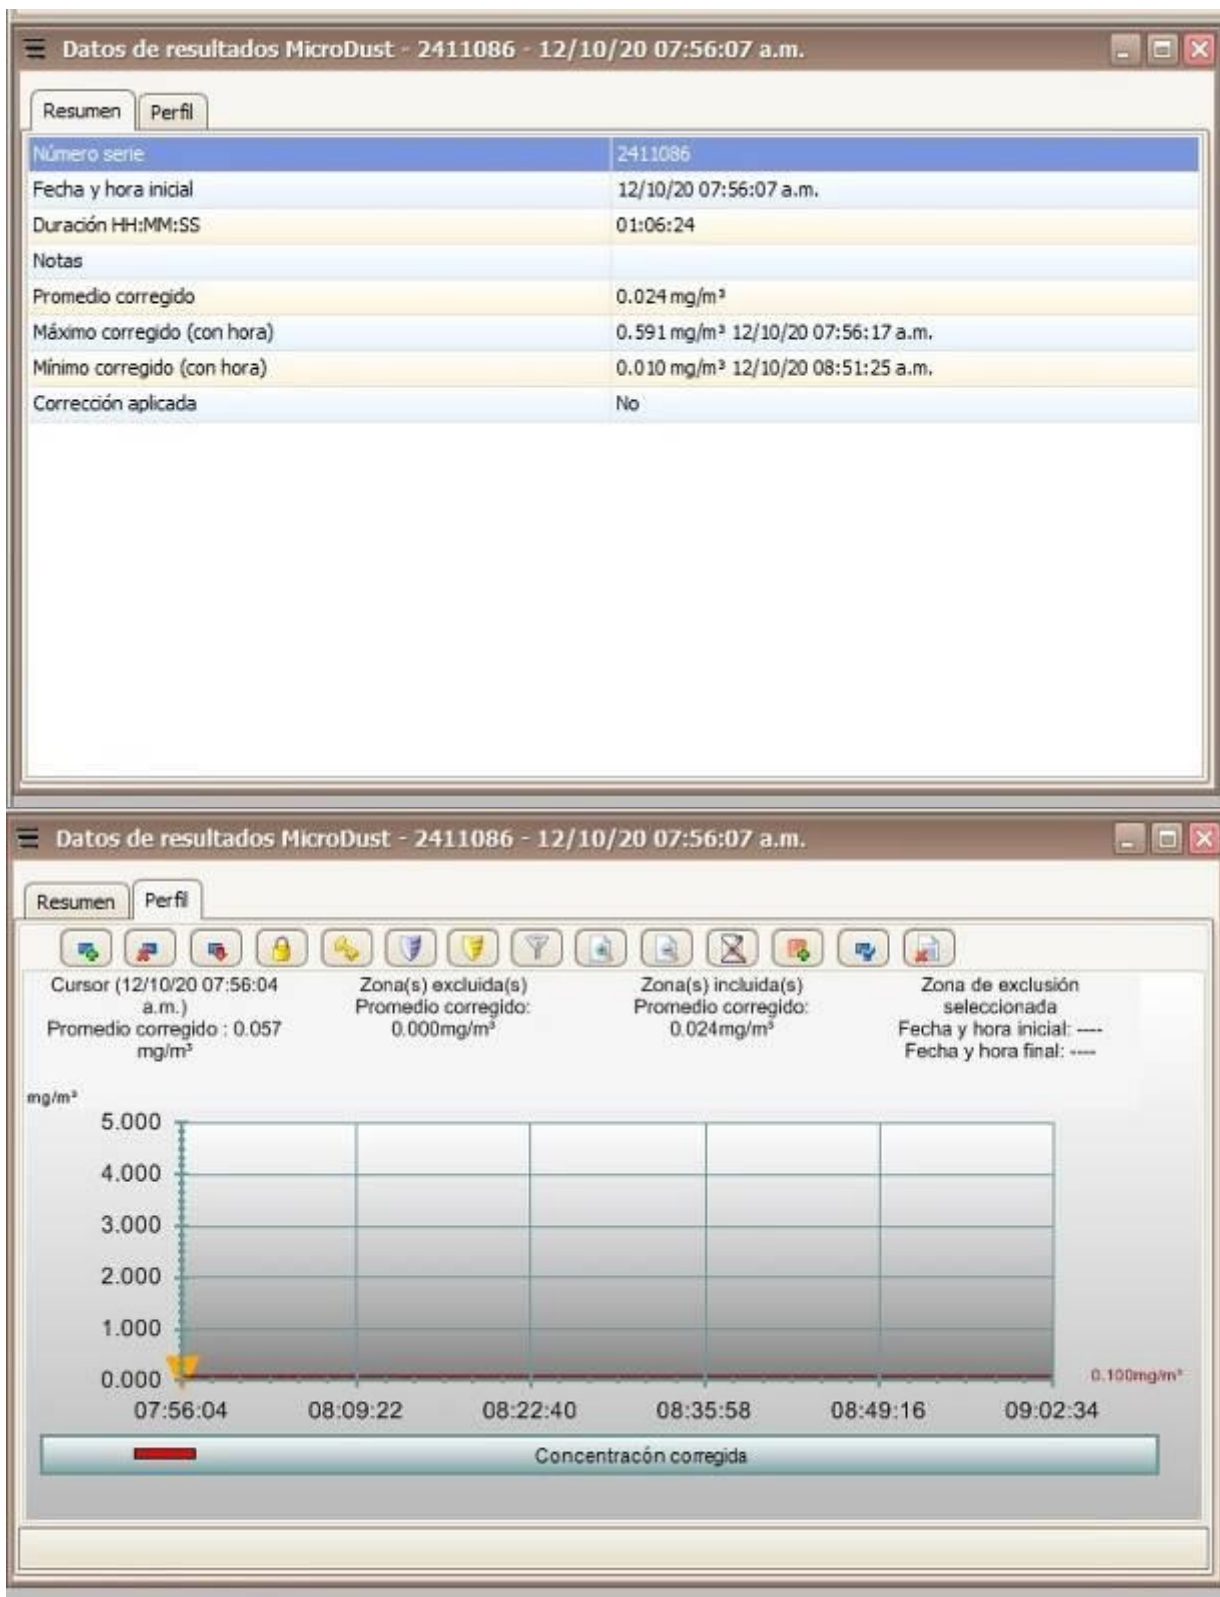 Datos de resultados MicroDust - 2411086 - 12/10/20 07:56:07 a.m.
Resumen Perfil
Número serie 2411086
Fecha y hora inicial 12/10/20 07:56:07 a.m.
Duración HH:MM:SS 01:06:24
Notas
Promedio corregido 0.024 mg/m³
Máximo corregido (con hora) 0.591 mg/m³ 12/10/20 07:56:17 a.m.
Mínimo corregido (con hora) 0.010 mg/m³ 12/10/20 08:51:25 a.m.
Corrección aplicada No
Datos de resultados MicroDust - 2411086 - 12/10/20 07:56:07 a.m.
Resumen Perfil
Cursor (12/10/20 07:56:04 a.m.)
Promedio corregido : 0.057 mg/m³
Zona(s) excluida(s)
Promedio corregido:
0.000mg/m³
Zona(s) incluida(s)
Promedio corregido:
0.024mg/m³
Zona de exclusión
seleccionada
Fecha y hora inicial: ----
Fecha y hora final: ----
mg/m³
5.000
4.000
3.000
2.000
1.000
0.000
0.100mg/m³
07:56:04 08:09:22 08:22:40 08:35:58 08:49:16 09:02:34
Concentracón corregida